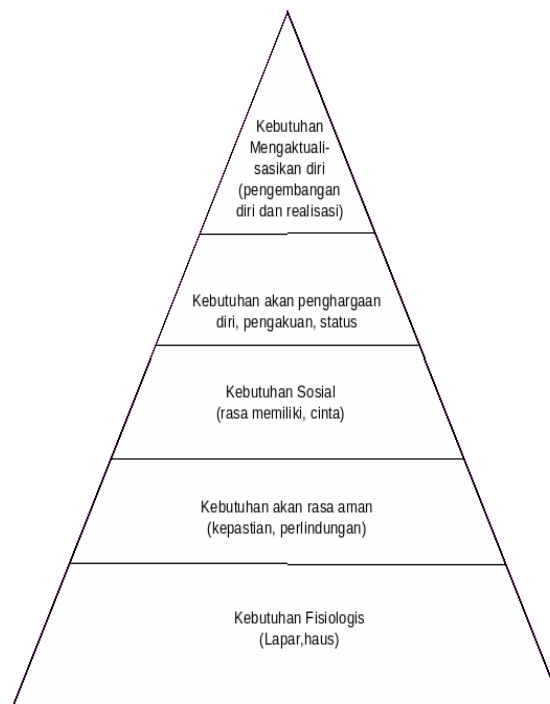 Kebutuhan
Mengaktuali-
sasikan diri
(pengembangan
diri dan realisasi)
Kebutuhan akan penghargaan
diri, pengakuan, status
Kebutuhan Sosial
(rasa memiliki, cinta)
Kebutuhan akan rasa aman
(kepastian, perlindungan)
Kebutuhan Fisiologis
(Lapar,haus)